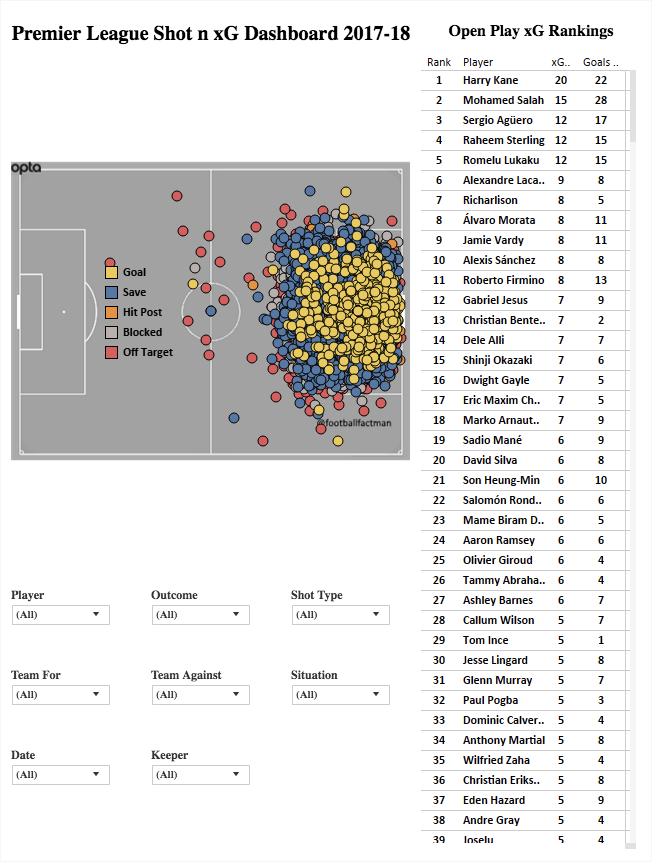 Premier League Shot n xG Dashboard 2017-18
opta
Goal
Save
Hit Post
Blocked
Off Target
@footballfactman
Player
Outcome
Shot Type
(All)
(All)
(All)
Team For
Team Against
Situation
(All)
(All)
(All)
Date
Keeper
(All)
(All)
Open Play xG Rankings
Rank Player xG.. Goals ..
1 Harry Kane 20 22
2 Mohamed Salah 15 28
3 Sergio Agüero 12 17
4 Raheem Sterling 12 15
5 Romelu Lukaku 12 15
6 Alexandre Laca.. 9 8
7 Richarlison 8 5
8 Álvaro Morata 8 11
9 Jamie Vardy 8 11
10 Alexis Sánchez 8 8
11 Roberto Firmino 8 13
12 Gabriel Jesus 7 9
13 Christian Bente.. 7 2
14 Dele Alli 7 7
15 Shinji Okazaki 7 6
16 Dwight Gayle 7 5
17 Eric Maxim Ch.. 7 5
18 Marko Arnaut.. 7 9
19 Sadio Mané 6 9
20 David Silva 6 8
21 Son Heung-Min 6 10
22 Salomón Rond.. 6 6
23 Mame Biram D.. 6 5
24 Aaron Ramsey 6 6
25 Olivier Giroud 6 4
26 Tammy Abraha.. 6 4
27 Ashley Barnes 6 7
28 Callum Wilson 5 7
29 Tom Ince 5 1
30 Jesse Lingard 5 8
31 Glenn Murray 5 7
32 Paul Pogba 5 3
33 Dominic Calver.. 5 4
34 Anthony Martial 5 8
35 Wilfried Zaha 5 4
36 Christian Eriks.. 5 8
37 Eden Hazard 5 9
38 Andre Gray 5 4
39 Joselu 5 4